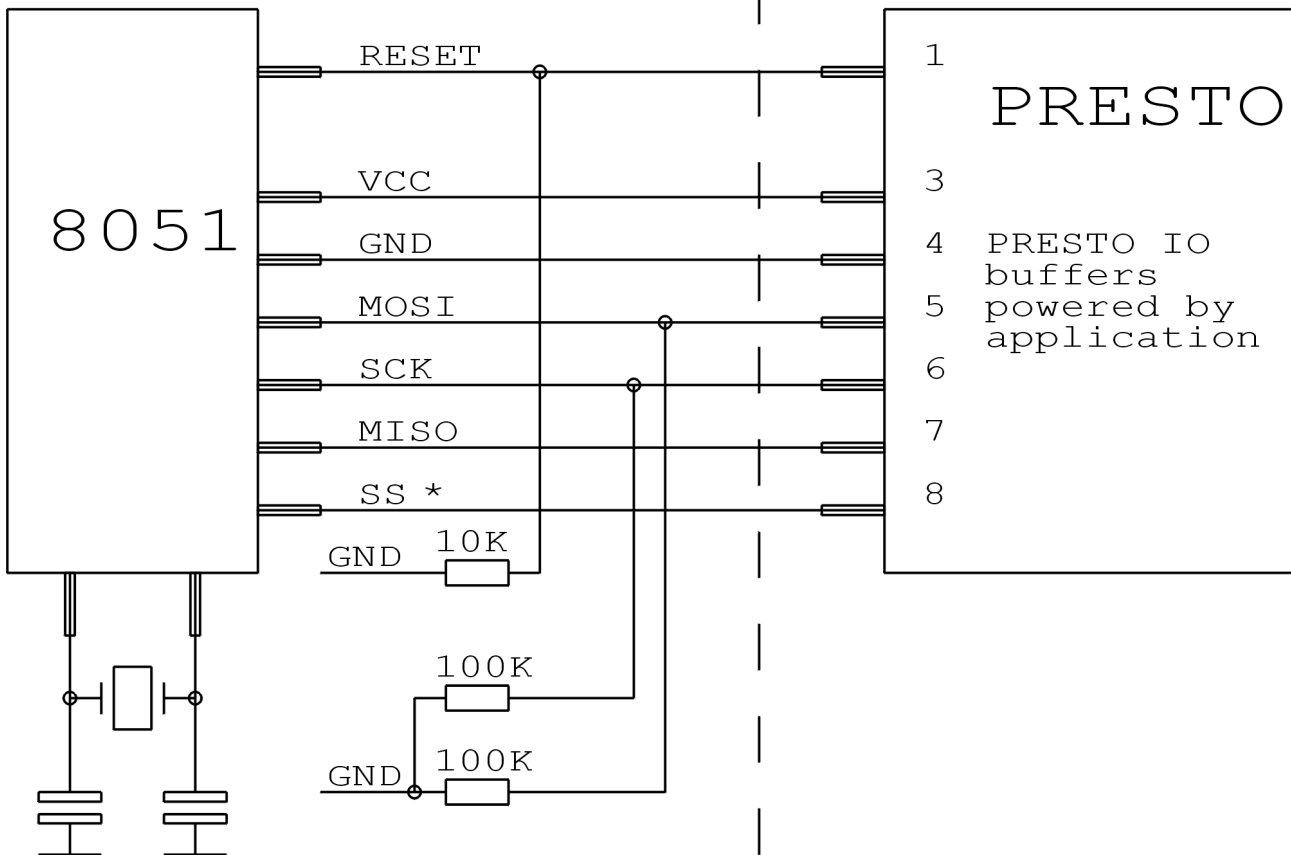 RESET
1
PRESTO
VCC
3
8051
GND
4
PRESTO IO
buffers
powered by
application
MOSI
5
SCK
6
MISO
7
SS *
8
GND
10K
100K
GND
100K